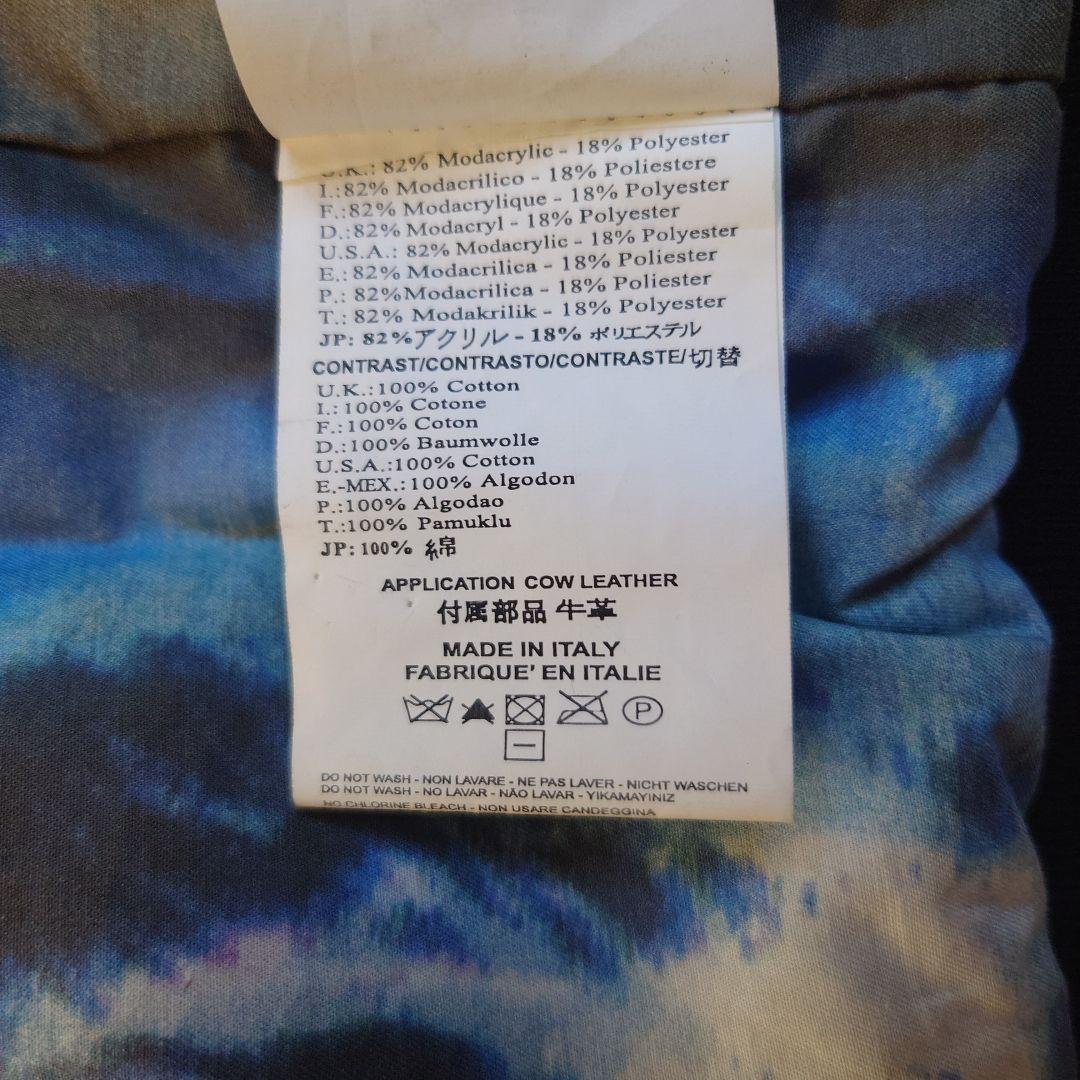 U.K.: 82% Modacrylic - 18% Polyester
I.:82% Modacrilico - 18% Poliestere
F.:82% Modacrylique - 18% Polyester
D.:82% Modacryl - 18% Polyester
U.S.A.: 82% Modacrylic - 18% Polyester
E.: 82% Modacrilica - 18% Poliester
P.: 82%Modacrilica - 18% Poliester
T.: 82% Modakrilik - 18% Polyester
JP: 82%アクリル - 18% ポリエステル
CONTRAST/CONTRASTO/CONTRASTE/切替
U.K.:100% Cotton
I.:100% Cotone
F.:100% Coton
D.:100% Baumwolle
U.S.A.:100% Cotton
E.-MEX.:100% Algodon
P.:100% Algodao
T.:100% Pamuklu
JP: 100% 綿
APPLICATION COW LEATHER
付属部品 牛革
MADE IN ITALY
FABRIQUE' EN ITALIE
P
DO NOT WASH - NON LAVARE - NE PAS LAVER - NICHT WASCHEN
DO NOT WASH - NO LAVAR - NÃO LAVAR - YIKAMAYINIZ
NO CHLORINE BLEACH - NON USARE CANDEGGINA